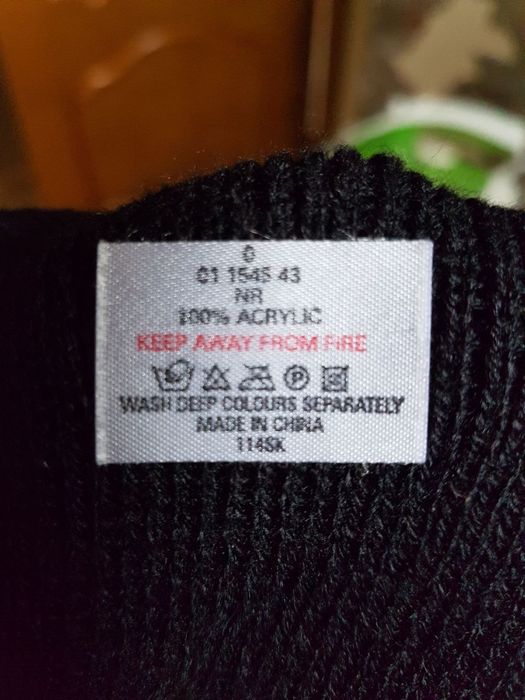 0
01 1545 43
NR
100% ACRYLIC
KEEP AWAY FROM FIRE
P
WASH DEEP COLOURS SEPARATELY
MADE IN CHINA
114SK